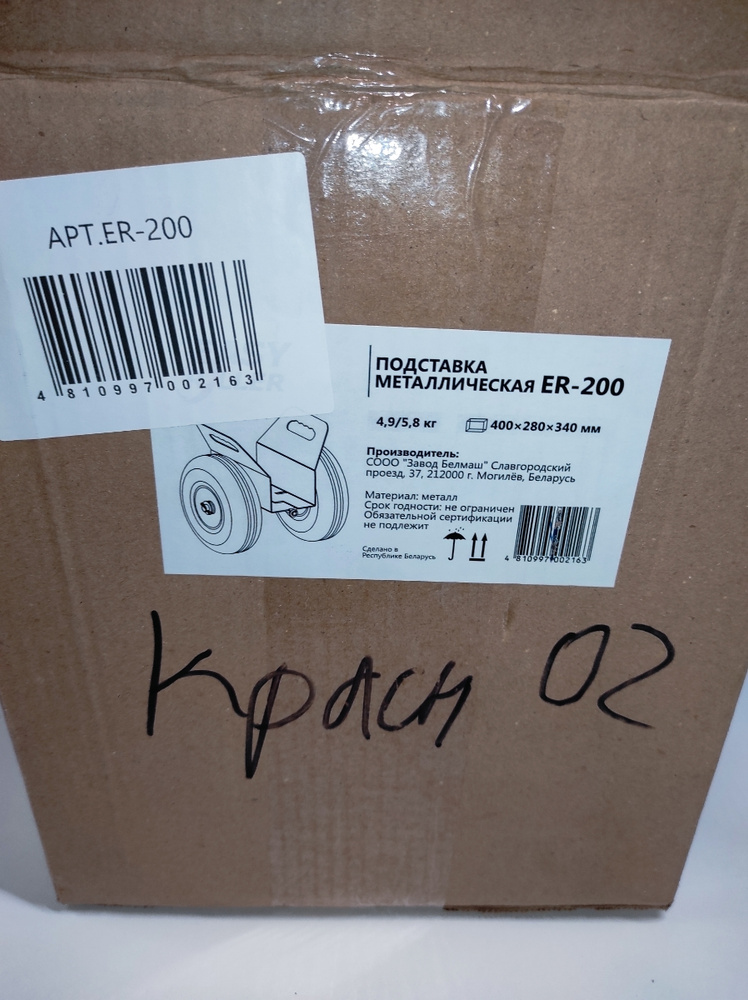 АРТ.ER-200
4 810997 002163
ПОДСТАВКА
МЕТАЛЛИЧЕСКАЯ ER-200
4,9/5,8 кг
400×280×340 мм
Производитель:
СООО "Завод Белмаш" Славгородский
проезд, 37, 212000 г. Могилёв, Беларусь
Материал: металл
Срок годности: не ограничен
Обязательной сертификации
не подлежит
Сделано в
Республике Беларусь
4 810997 002163
Красн 02